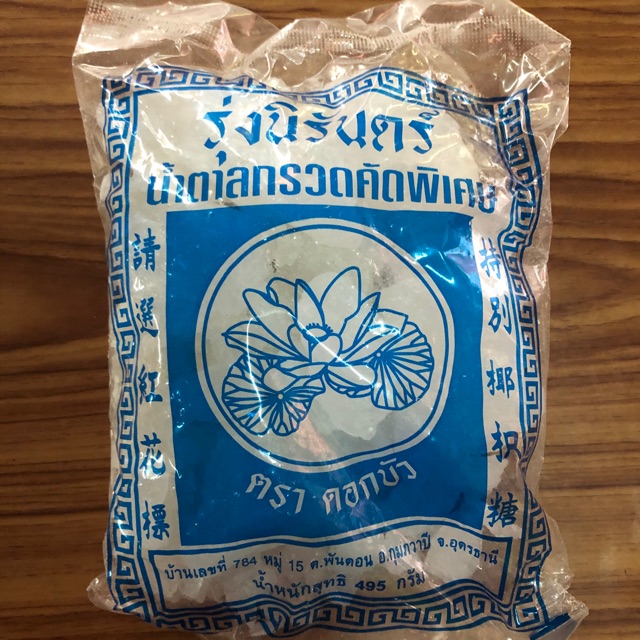 รุ่งนิรันดร์
น้ำตาลกรวดคัดพิเศษ
請選紅花標
特別椰枳糖
ตรา ดอกบัว
บ้านเลขที่ 784 หมู่ 15 ต.พันดอน อ.กุมภวาปี จ.อุดรธานี
น้ำหนักสุทธิ 495 กรัม